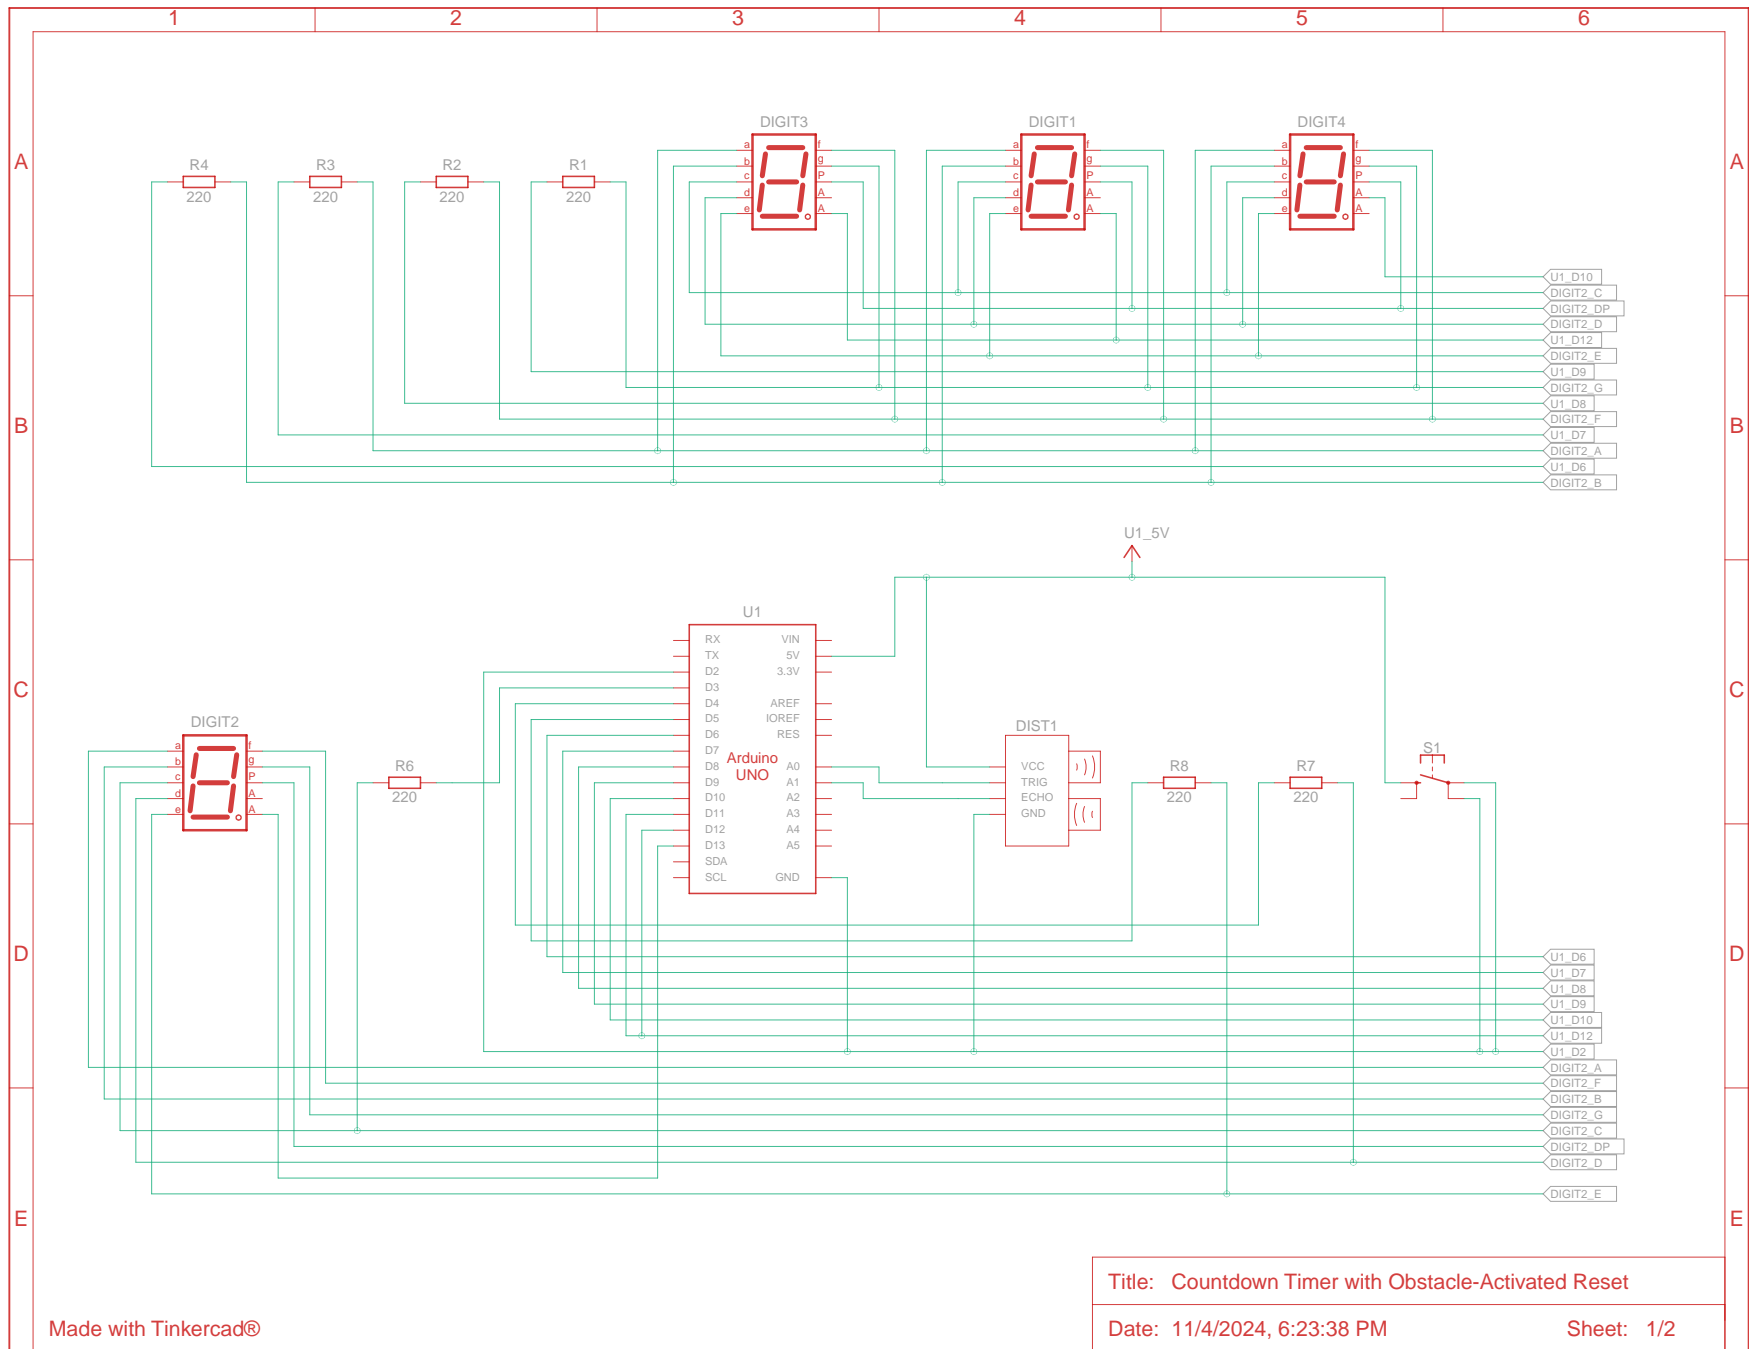 1 2 3 4 5 6
A A
B B
C C
D D
E E
R4
220
R3
220
R2
220
R1
220
DIGIT3
a f
b g
c P
d A
e A
DIGIT1
a f
b g
c P
d A
e A
DIGIT4
a f
b g
c P
d A
e A
U1_D10
DIGIT2_C
DIGIT2_DP
DIGIT2_D
U1_D12
DIGIT2_E
U1_D9
DIGIT2_G
U1_D8
DIGIT2_F
U1_D7
DIGIT2_A
U1_D6
DIGIT2_B
U1_5V
U1
RX VIN
TX 5V
D2 3.3V
D3
D4 AREF
D5 IOREF
D6 RES
D7
Arduino
UNO
D8 A0
D9 A1
D10 A2
D11 A3
D12 A4
D13 A5
SDA
SCL GND
DIGIT2
a f
b g
c P
d A
e A
R6
220
DIST1
VCC
TRIG
ECHO
GND
R8
220
R7
220
S1
U1_D6
U1_D7
U1_D8
U1_D9
U1_D10
U1_D12
U1_D2
DIGIT2_A
DIGIT2_F
DIGIT2_B
DIGIT2_G
DIGIT2_C
DIGIT2_DP
DIGIT2_D
DIGIT2_E
Title: Countdown Timer with Obstacle-Activated Reset
Made with Tinkercad®
Date: 11/4/2024, 6:23:38 PM Sheet: 1/2